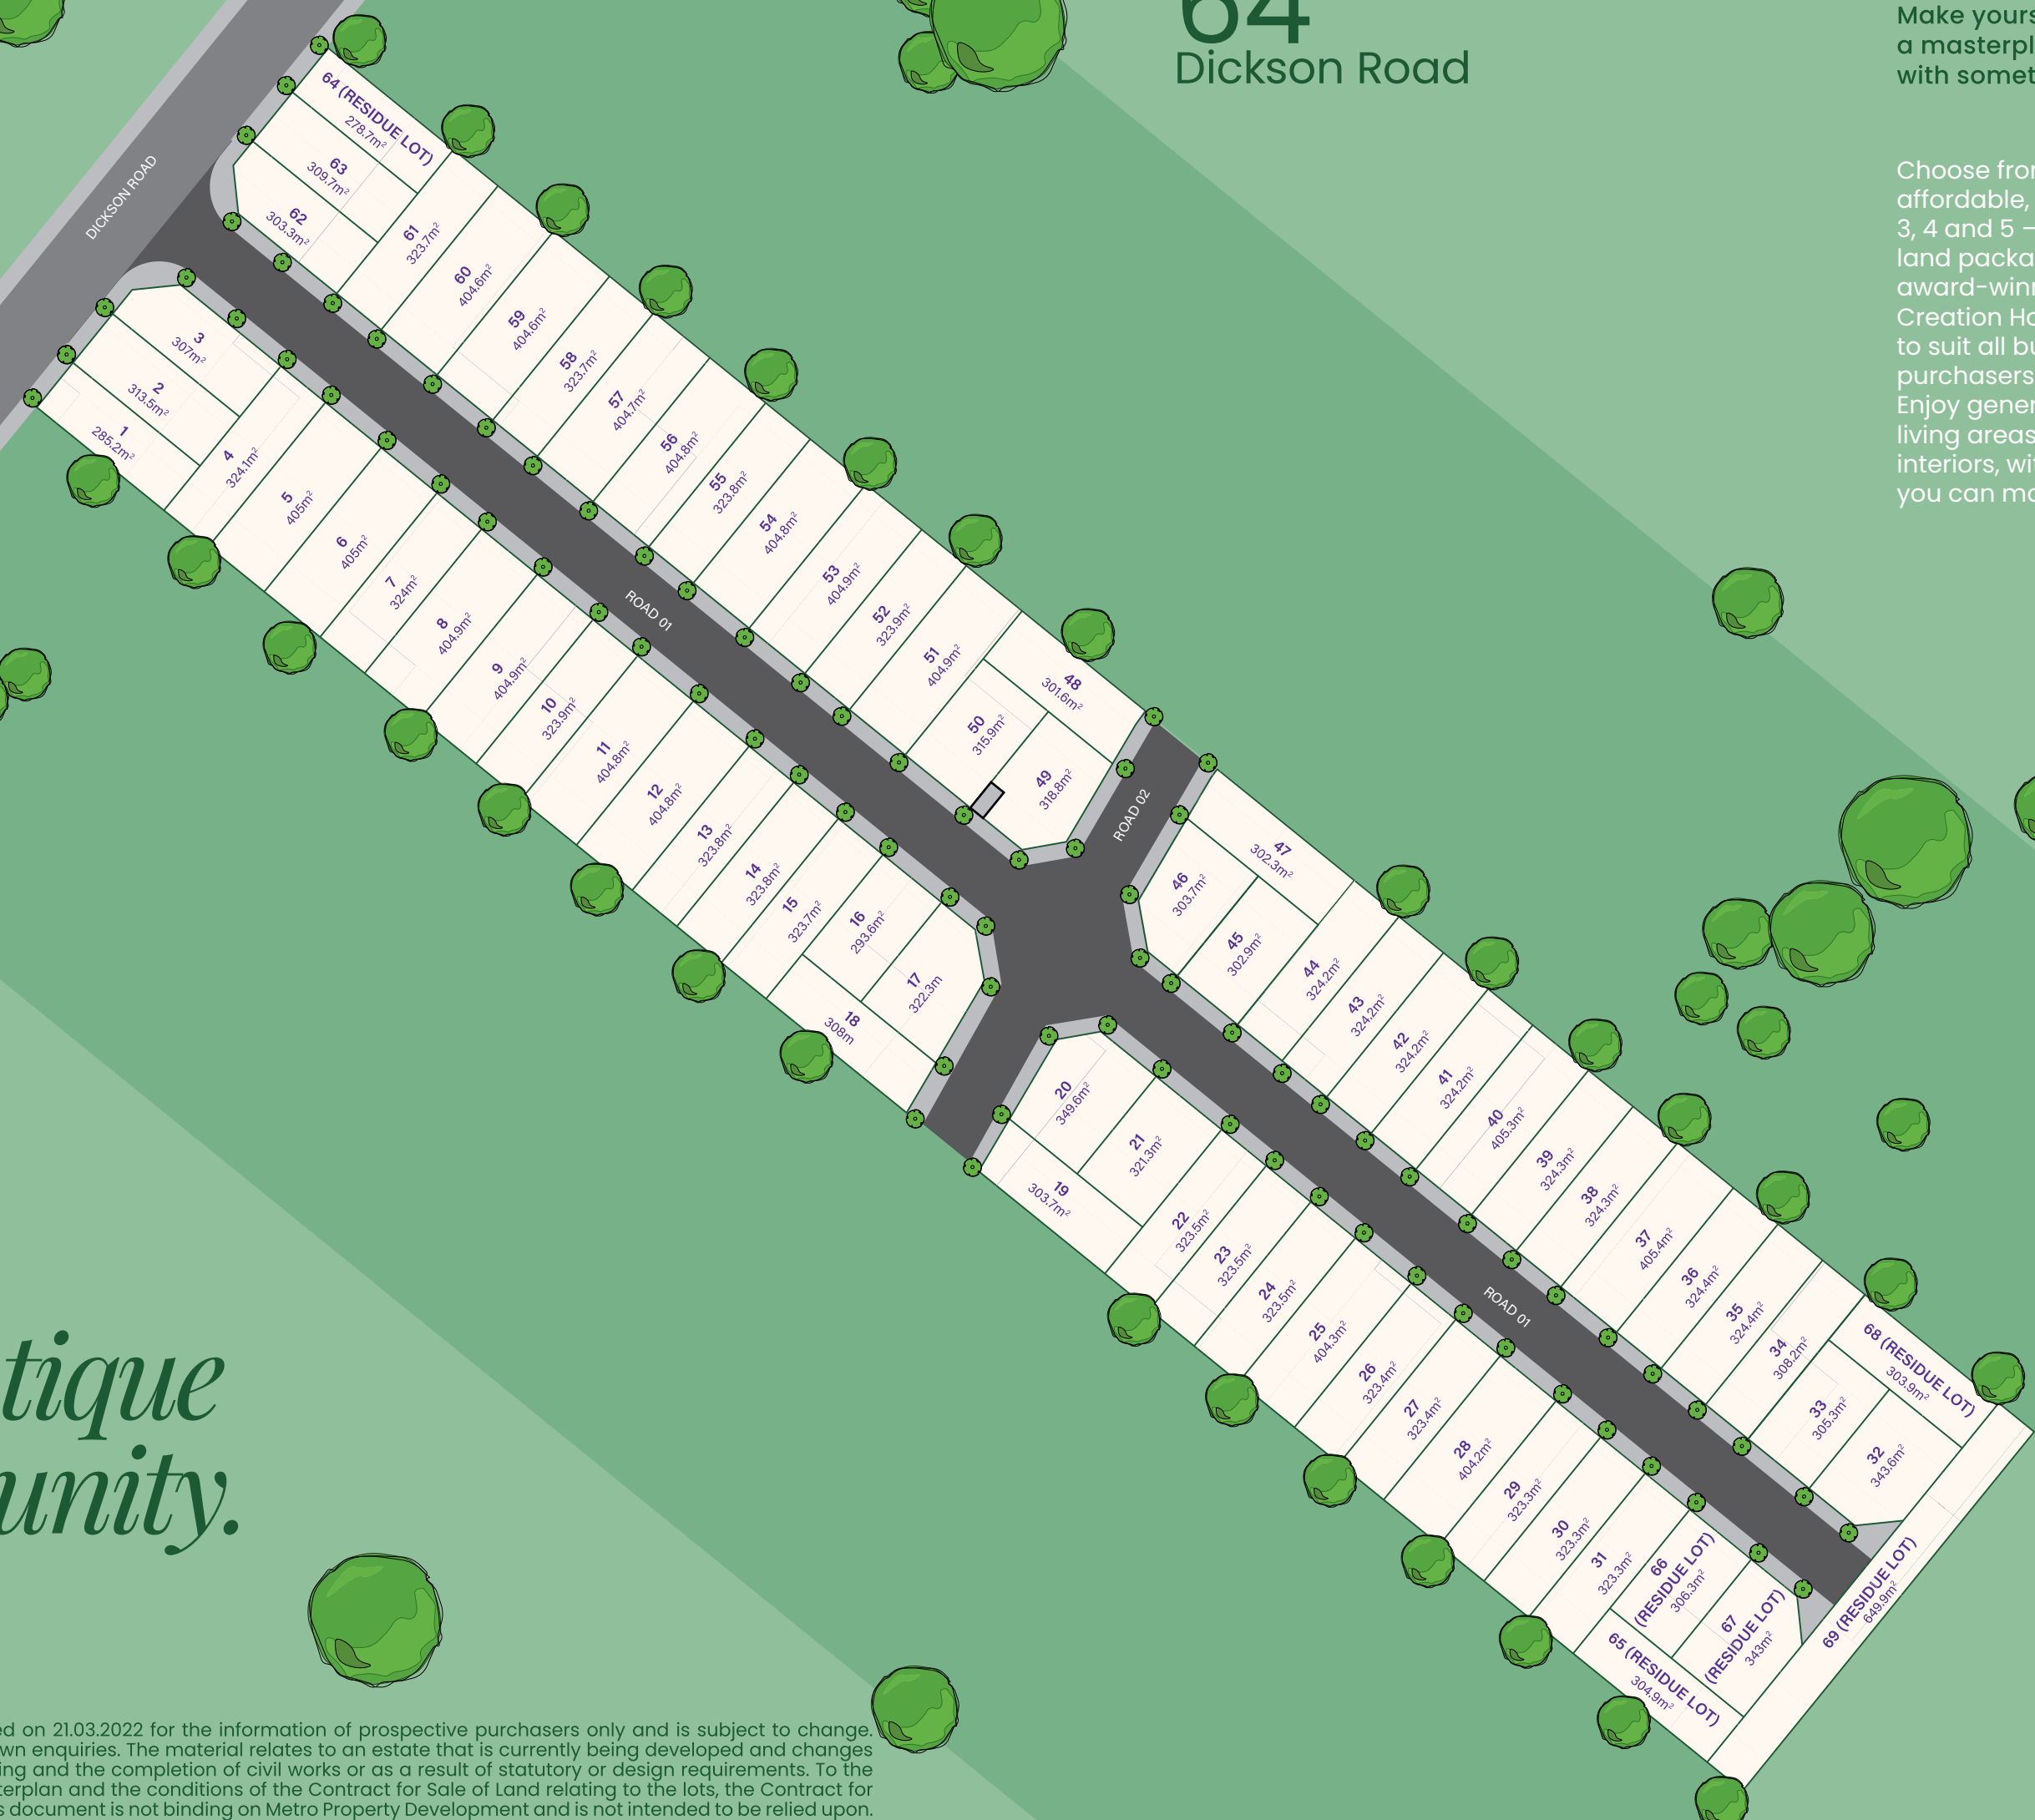 64
Dickson Road
Make yours
a masterpl
with somet
Choose fro
affordable,
3, 4 and 5 –
land packa
award-winn
Creation Ho
to suit all bu
purchasers
Enjoy gener
living areas
interiors, wit
you can mo
DICKSON ROAD
64 (RESIDUE LOT)
278.7m²
63
309.7m²
62
303.3m²
61
323.7m²
60
404.6m²
59
404.6m²
58
323.7m²
57
404.7m²
56
404.8m²
55
323.8m²
54
404.8m²
53
404.9m²
52
323.9m²
51
404.9m²
50
315.9m²
49
318.8m²
48
301.6m²
3
307m²
2
313.5m²
1
285.2m²
4
324.1m²
5
405m²
6
405m²
7
324m²
8
404.9m²
9
404.9m²
10
323.9m²
11
404.8m²
12
404.8m²
13
323.8m²
14
323.8m²
15
323.7m²
16
293.6m²
17
322.3m
18
308m
ROAD 01
ROAD 02
47
302.3m²
46
303.7m²
45
302.9m²
44
324.2m²
43
324.2m²
42
324.2m²
41
324.2m²
40
405.3m²
39
324.3m²
38
324.3m²
37
405.4m²
36
324.4m²
35
324.4m²
34
308.2m²
33
305.3m²
32
343.6m²
68 (RESIDUE LOT)
303.9m²
20
349.6m²
21
321.3m²
19
303.7m²
22
323.5m²
23
323.5m²
24
323.5m²
25
404.3m²
26
323.4m²
27
323.4m²
28
404.2m²
29
323.3m²
30
323.3m²
31
323.3m²
66
(RESIDUE LOT)
306.3m²
67
(RESIDUE LOT)
343m²
65 (RESIDUE LOT)
304.9m²
69 (RESIDUE LOT)
649.9m²
ROAD 01
tique
unity.
ed on 21.03.2022 for the information of prospective purchasers only and is subject to change.
wn enquiries. The material relates to an estate that is currently being developed and changes
ing and the completion of civil works or as a result of statutory or design requirements. To the
terplan and the conditions of the Contract for Sale of Land relating to the lots, the Contract for
s document is not binding on Metro Property Development and is not intended to be relied upon.